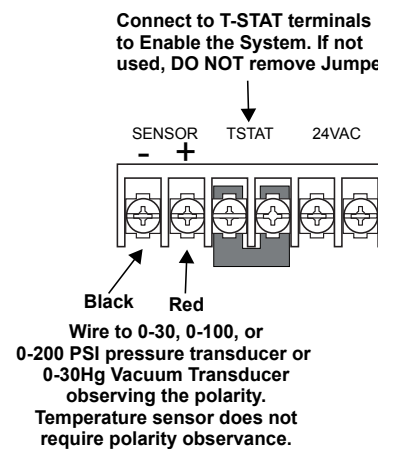 Connect to T-STAT terminals
to Enable the System. If not
used, DO NOT remove Jumpe
SENSOR TSTAT 24VAC
- +
Black Red
Wire to 0-30, 0-100, or
0-200 PSI pressure transducer or
0-30Hg Vacuum Transducer
observing the polarity.
Temperature sensor does not
require polarity observance.